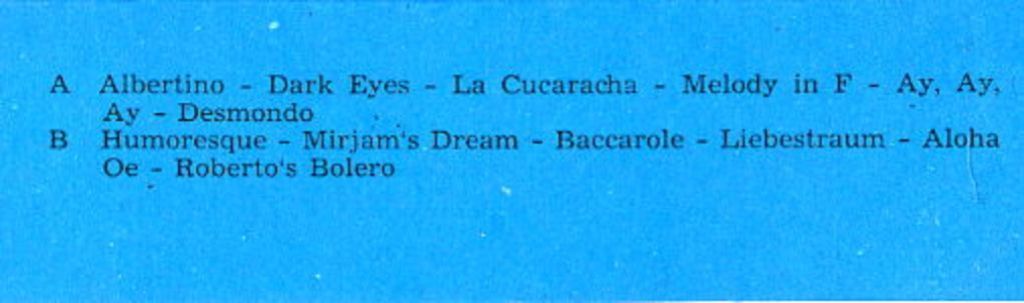 A Albertino - Dark Eyes - La Cucaracha - Melody in F - Ay, Ay,
Ay - Desmondo
B Humoresque - Mirjam's Dream - Baccarole - Liebestraum - Aloha
Oe - Roberto's Bolero